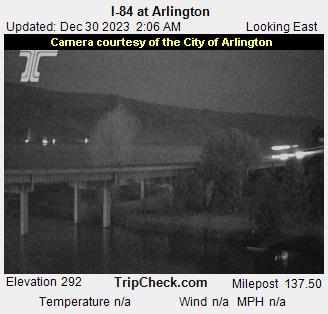 I-84 at Arlington
Updated: Dec 30 2023 2:06 AM Looking East
Camera courtesy of the City of Arlington
Elevation 292 TripCheck.com Milepost 137.50
Temperature n/a Wind n/a MPH n/a